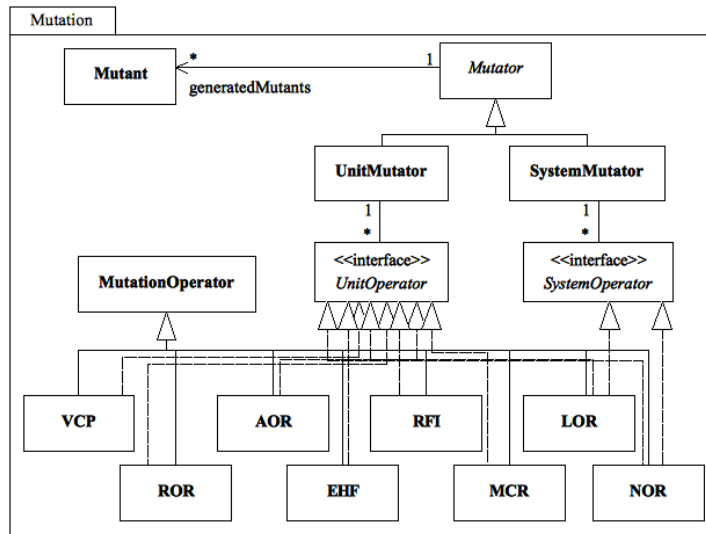 Mutation
Mutant
*
1
generatedMutants
Mutator
UnitMutator
SystemMutator
1
*
1
*
<<interface>>
UnitOperator
<<interface>>
SystemOperator
MutationOperator
VCP
AOR
RFI
LOR
ROR
EHF
MCR
NOR